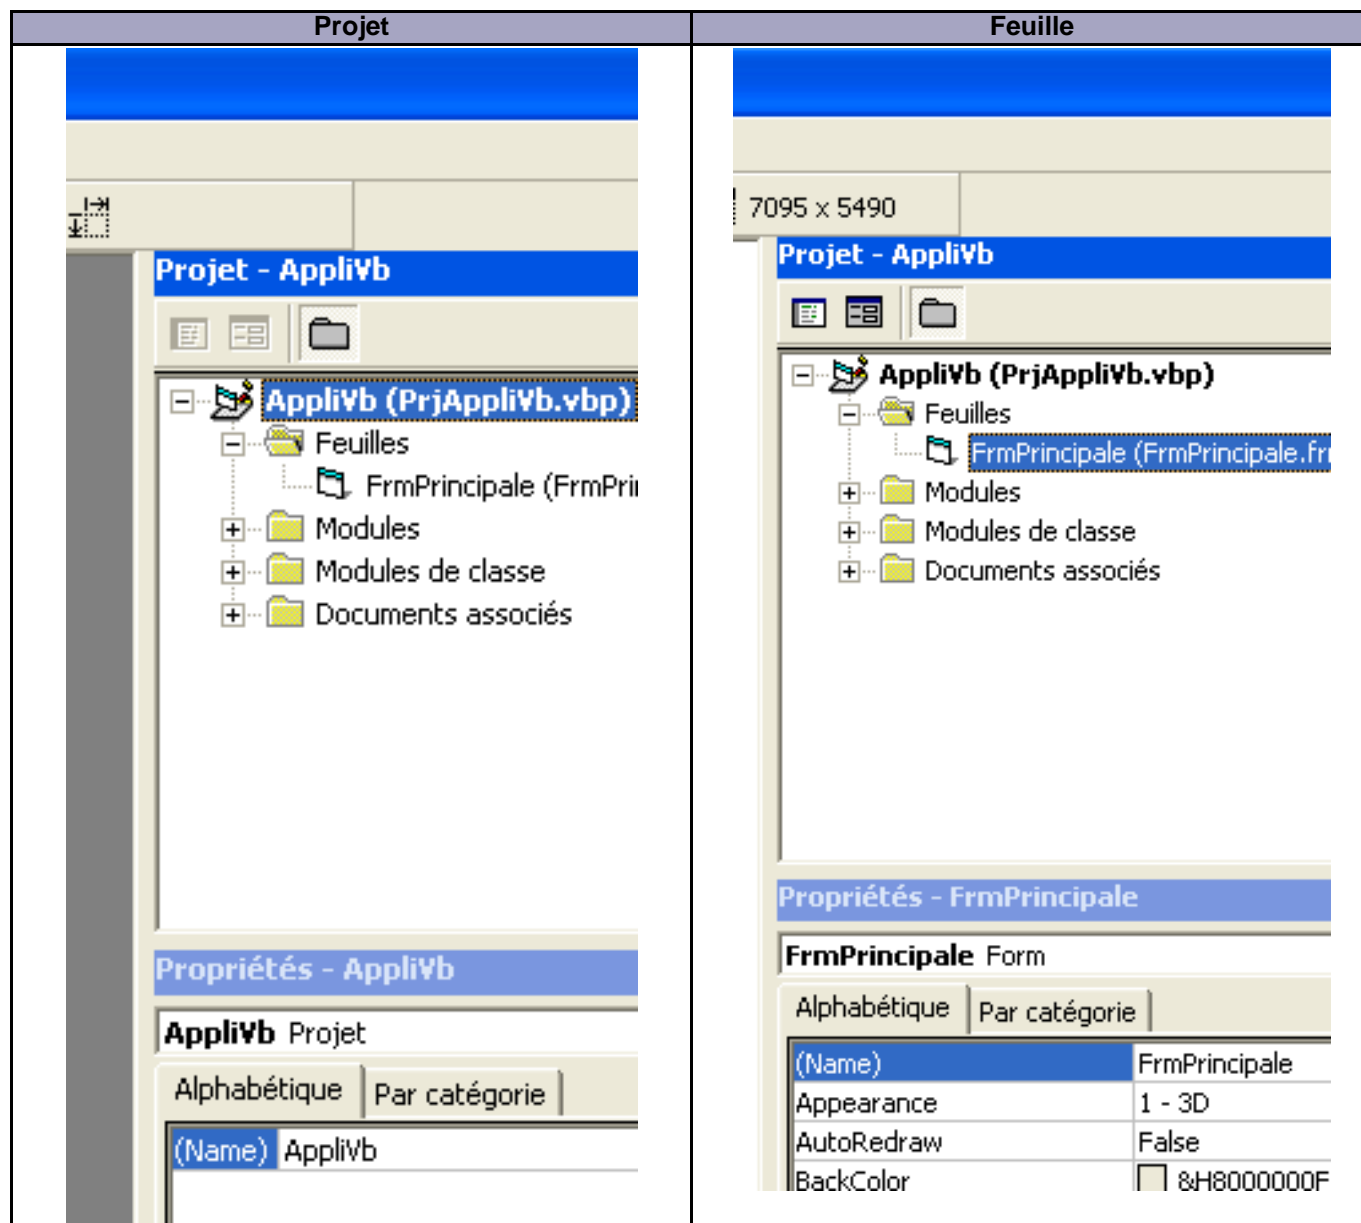 Projet
Feuille
Projet - AppliVb
AppliVb (PrjAppliVb.vbp)
Feuilles
FrmPrincipale (FrmPri
Modules
Modules de classe
Documents associés
Propriétés - AppliVb
AppliVb Projet
Alphabétique Par catégorie
(Name) AppliVb
7095 x 5490
Projet - AppliVb
AppliVb (PrjAppliVb.vbp)
Feuilles
FrmPrincipale (FrmPrincipale.fr
Modules
Modules de classe
Documents associés
Propriétés - FrmPrincipale
FrmPrincipale Form
Alphabétique Par catégorie
(Name) FrmPrincipale
Appearance 1 - 3D
AutoRedraw False
BackColor &H8000000F